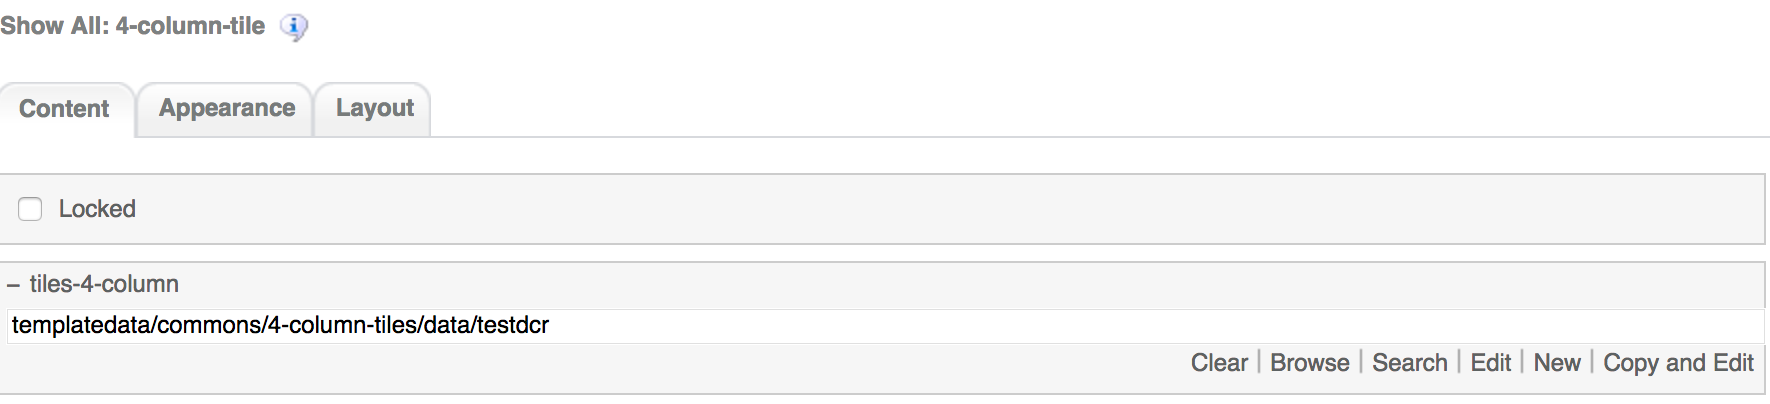 Show All: 4-column-tile
Content Appearance Layout
Locked
– tiles-4-column
templatedata/commons/4-column-tiles/data/testdcr
Clear | Browse | Search | Edit | New | Copy and Edit